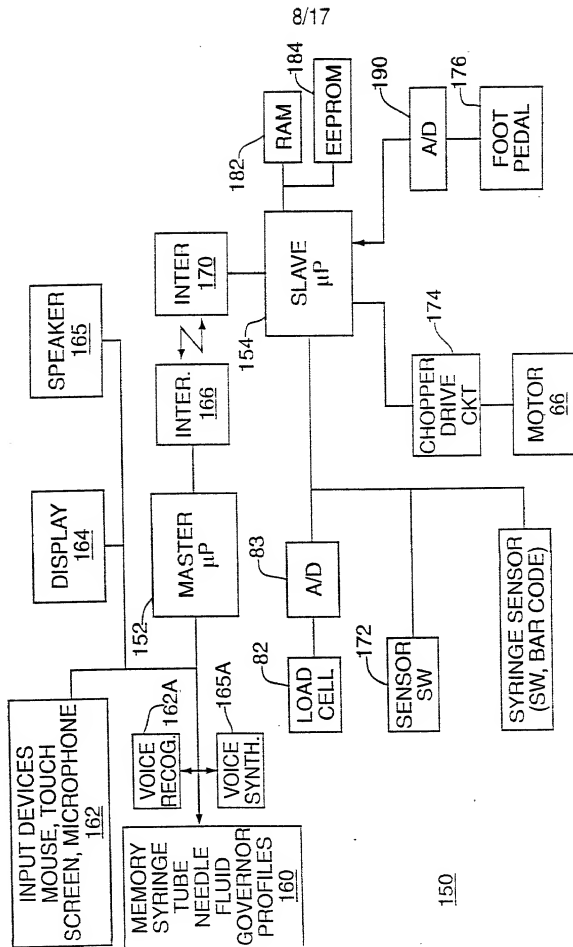 8/17
INPUT DEVICES
MOUSE, TOUCH
SCREEN, MICROPHONE
162
DISPLAY
164
SPEAKER
165
VOICE
RECOG.
162A
VOICE
SYNTH.
165A
MEMORY
SYRINGE
TUBE
NEEDLE
FLUID
GOVERNOR
PROFILES
160
MASTER
µP
152
INTER.
166
INTER
170
154
SLAVE
µP
182
RAM
184
EEPROM
190
A/D
176
FOOT
PEDAL
82
LOAD
CELL
83
A/D
172
SENSOR
SW
174
CHOPPER
DRIVE
CKT
MOTOR
66
SYRINGE SENSOR
(SW, BAR CODE)
150